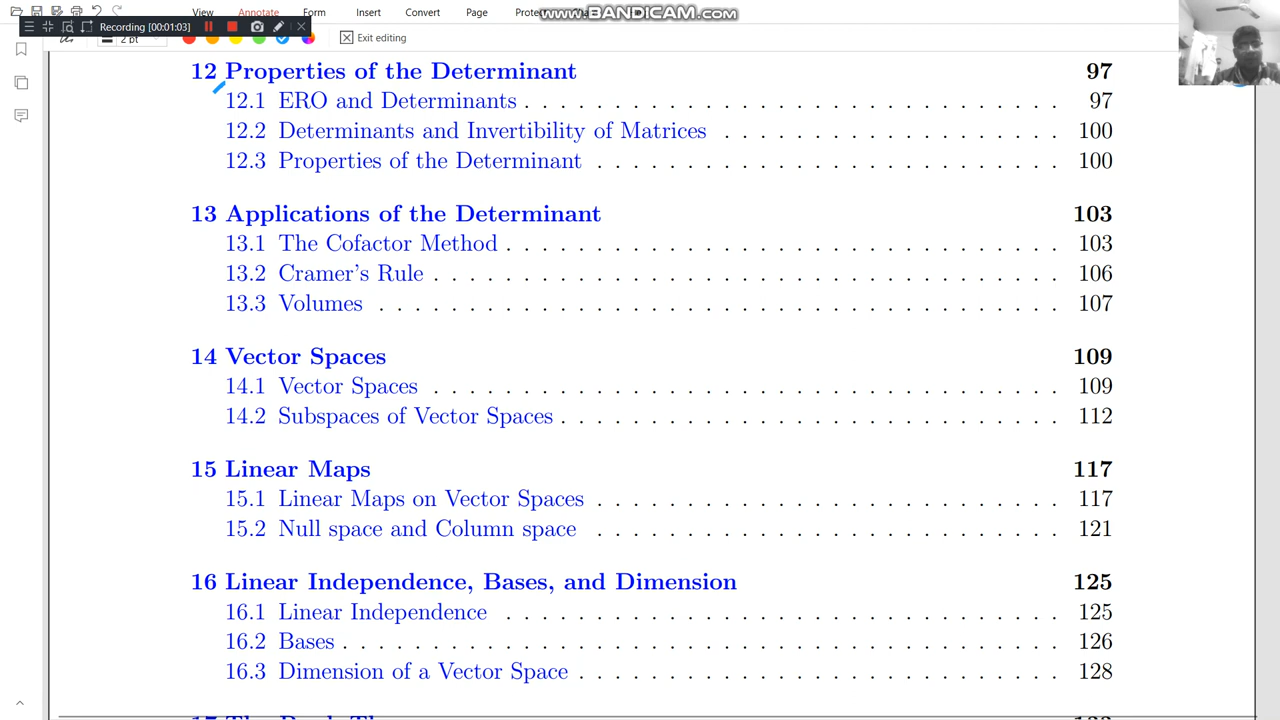 View Annotate Form Insert Convert Page
www.BANDICAM.com
Recording [00:01:03]
2 pt
Exit editing
12 Properties of the Determinant 97
12.1 ERO and Determinants . . . . . . . . . . . . . . . . . . . . . . . . . . . . . . 97
12.2 Determinants and Invertibility of Matrices . . . . . . . . . . . . . . . . . . . 100
12.3 Properties of the Determinant . . . . . . . . . . . . . . . . . . . . . . . . . . 100
13 Applications of the Determinant 103
13.1 The Cofactor Method . . . . . . . . . . . . . . . . . . . . . . . . . . . . . . . 103
13.2 Cramer's Rule . . . . . . . . . . . . . . . . . . . . . . . . . . . . . . . . . . . 106
13.3 Volumes . . . . . . . . . . . . . . . . . . . . . . . . . . . . . . . . . . . . . . 107
14 Vector Spaces 109
14.1 Vector Spaces . . . . . . . . . . . . . . . . . . . . . . . . . . . . . . . . . . . 109
14.2 Subspaces of Vector Spaces . . . . . . . . . . . . . . . . . . . . . . . . . . . . 112
15 Linear Maps 117
15.1 Linear Maps on Vector Spaces . . . . . . . . . . . . . . . . . . . . . . . . . . 117
15.2 Null space and Column space . . . . . . . . . . . . . . . . . . . . . . . . . . 121
16 Linear Independence, Bases, and Dimension 125
16.1 Linear Independence . . . . . . . . . . . . . . . . . . . . . . . . . . . . . . . 125
16.2 Bases . . . . . . . . . . . . . . . . . . . . . . . . . . . . . . . . . . . . . . . . 126
16.3 Dimension of a Vector Space . . . . . . . . . . . . . . . . . . . . . . . . . . . 128